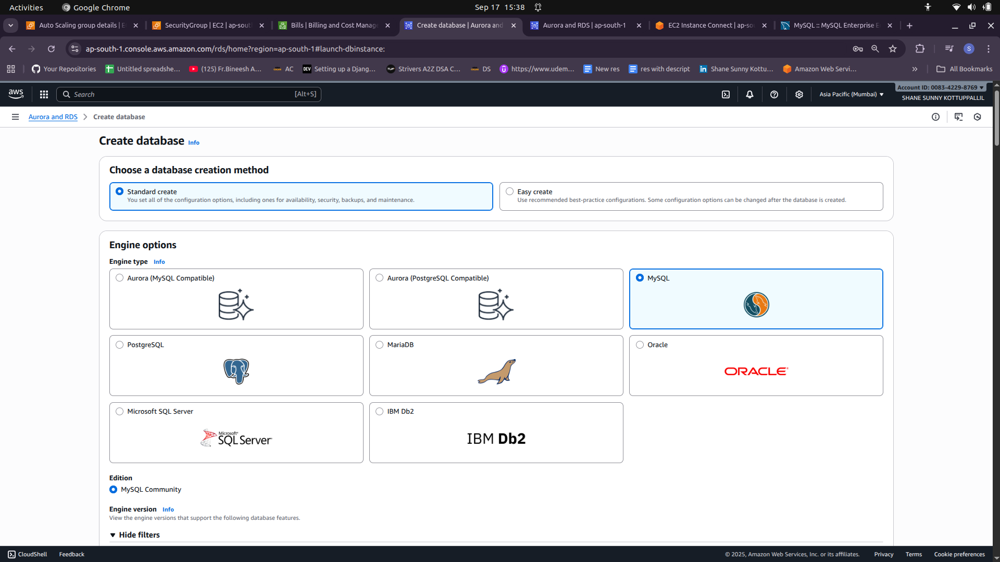 Activities
Google Chrome
Sep 17 15:38
Auto Scaling group details | E
SecurityGroup | EC2 | ap-sout
Bills | Billing and Cost Manage
Create database | Aurora and
Aurora and RDS | ap-south-1
EC2 Instance Connect | ap-so
MySQL :: MySQL Enterprise E
ap-south-1.console.aws.amazon.com/rds/home?region=ap-south-1#launch-dbinstance:
S
Your Repositories
Untitled spreadshe...
(125) Fr.Bineesh A...
AC
DEV
Setting up a Djang...
TUF
Strivers A2Z DSA C...
DS
https://www.udem...
New res
res with descript
Shane Sunny Kottu...
Amazon Web Servi...
All Bookmarks
aws
Search
[Alt+S]
Asia Pacific (Mumbai)
Account ID: 0083-4229-8769
SHANE SUNNY KOTTUPPALLIL
Aurora and RDS
Create database
Create database Info
Choose a database creation method
Standard create
You set all of the configuration options, including ones for availability, security, backups, and maintenance.
Easy create
Use recommended best-practice configurations. Some configuration options can be changed after the database is created.
Engine options
Engine type Info
Aurora (MySQL Compatible)
Aurora (PostgreSQL Compatible)
MySQL
PostgreSQL
MariaDB
Oracle
ORACLE
Microsoft SQL Server
Microsoft SQL Server
IBM Db2
IBM Db2
Edition
MySQL Community
Engine version Info
View the engine versions that support the following database features.
Hide filters
CloudShell
Feedback
© 2025, Amazon Web Services, Inc. or its affiliates.
Privacy
Terms
Cookie preferences